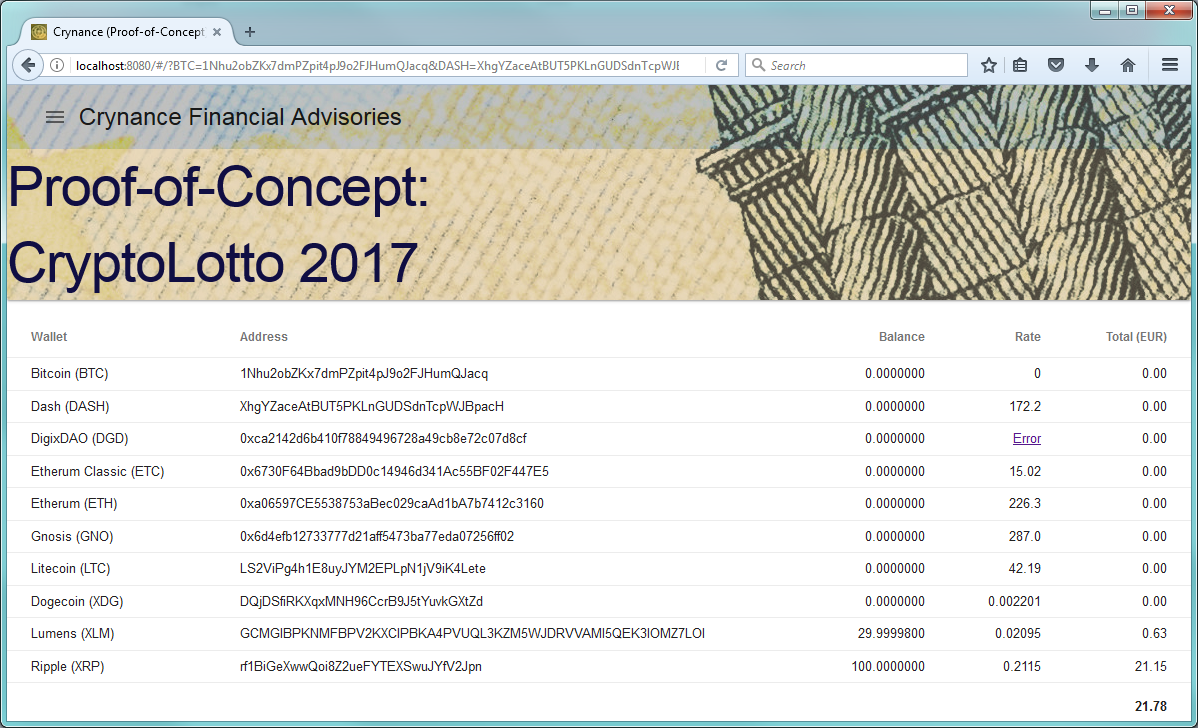 Crynance (Proof-of-Concept
localhost:8080/#/?BTC=1Nhu2obZKx7dmPZpit4pJ9o2FJHumQJacq&DASH=XhgYZaceAtBUT5PKLnGUDSdnTcpWJE
Search
Crynance Financial Advisories
Proof-of-Concept:
CryptoLotto 2017
Wallet Address Balance Rate Total (EUR)
Bitcoin (BTC) 1Nhu2obZKx7dmPZpit4pJ9o2FJHumQJacq 0.0000000 0 0.00
Dash (DASH) XhgYZaceAtBUT5PKLnGUDSdnTcpWJBpacH 0.0000000 172.2 0.00
DigixDAO (DGD) 0xca2142d6b410f78849496728a49cb8e72c07d8cf 0.0000000 Error 0.00
Etherum Classic (ETC) 0x6730F64Bbad9bDD0c14946d341Ac55BF02F447E5 0.0000000 15.02 0.00
Etherum (ETH) 0xa06597CE5538753aBec029caAd1bA7b7412c3160 0.0000000 226.3 0.00
Gnosis (GNO) 0x6d4efb12733777d21aff5473ba77eda07256ff02 0.0000000 287.0 0.00
Litecoin (LTC) LS2ViPg4h1E8uyJYM2EPLpN1jV9iK4Lete 0.0000000 42.19 0.00
Dogecoin (XDG) DQjDSfiRKXqxMNH96CcrB9J5tYuvkGXtZd 0.0000000 0.002201 0.00
Lumens (XLM) GCMGIBPKNMFBPV2KXCIPBKA4PVUQL3KZM5WJDRVVAMI5QEK3IOMZ7LOI 29.9999800 0.02095 0.63
Ripple (XRP) rf1BiGeXwwQoi8Z2ueFYTEXSwuJYfV2Jpn 100.0000000 0.2115 21.15
21.78